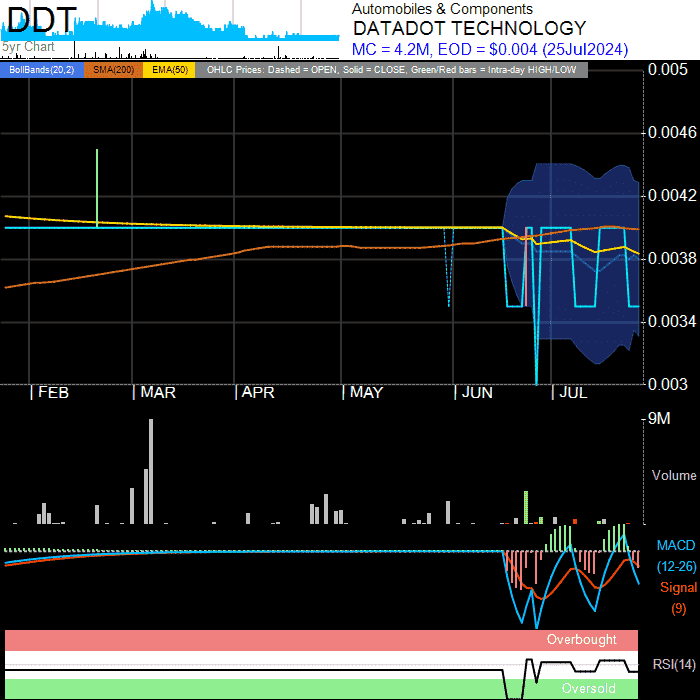 DDT
5yr Chart
Automobiles & Components
DATADOT TECHNOLOGY
MC = 4.2M, EOD = $0.004 (25Jul2024)
BollBands(20,2) SMA(200) EMA(50) OHLC Prices: Dashed = OPEN, Solid = CLOSE, Green/Red bars = Intra-day HIGH/LOW
0.005
0.0046
0.0042
0.0038
0.0034
0.003
FEB MAR APR MAY JUN JUL
9M
Volume
MACD
(12-26)
Signal
(9)
Overbought
RSI(14)
Oversold